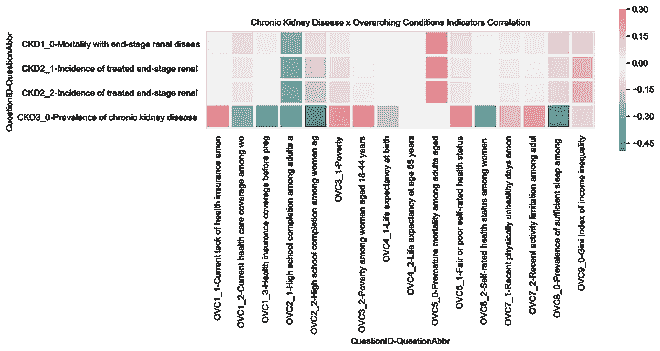 Chronic Kidney Disease x Overarching Conditions Indicators Correlation
QuestionID-QuestionAbbr
CKD1_0-Mortality with end-stage renal diseas
CKD2_1-Incidence of treated end-stage renal
CKD2_2-Incidence of treated end-stage renal
CKD3_0-Prevalence of chronic kidney disease
0.30
0.15
0.00
−0.15
−0.30
−0.45
OVC1_1-Current lack of health insurance amon
OVC1_2-Current health care coverage among wo
OVC1_3-Health insurance coverage before preg
OVC2_1-High school completion among adults a
OVC2_2-High school completion among women ag
OVC3_1-Poverty
OVC3_2-Poverty among women aged 18-44 years
OVC4_1-Life expectancy at birth
OVC4_2-Life expectancy at age 65 years
OVC5_0-Premature mortality among adults aged
OVC6_1-Fair or poor self-rated health status
OVC6_2-Self-rated health status among women
OVC7_1-Recent physically unhealthy days amon
OVC7_2-Recent activity limitation among adul
OVC8_0-Prevalence of sufficient sleep among
OVC9_0-Gini Index of income inequality
QuestionID-QuestionAbbr